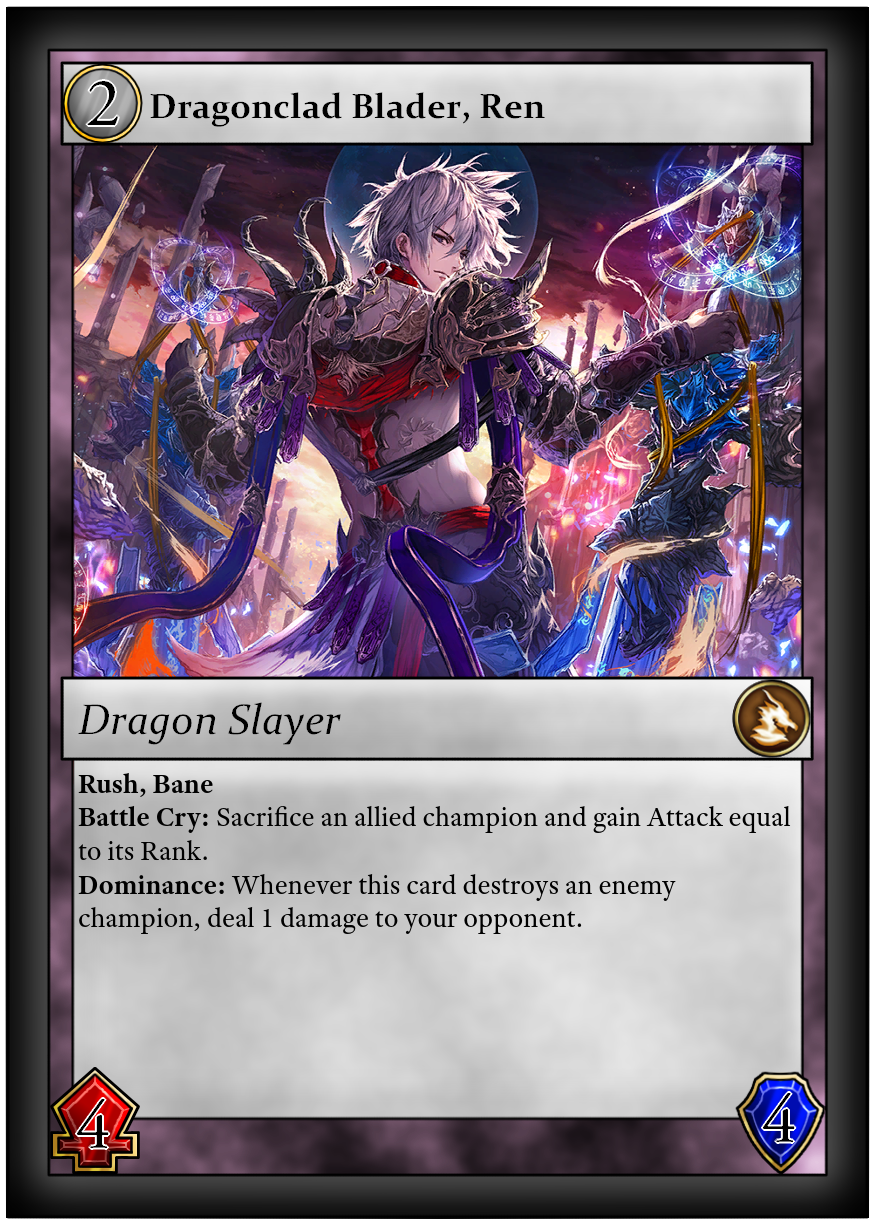 2
Dragonclad Blader, Ren
Dragon Slayer
Rush, Bane
Battle Cry: Sacrifice an allied champion and gain Attack equal
to its Rank.
Dominance: Whenever this card destroys an enemy
champion, deal 1 damage to your opponent.
4
4